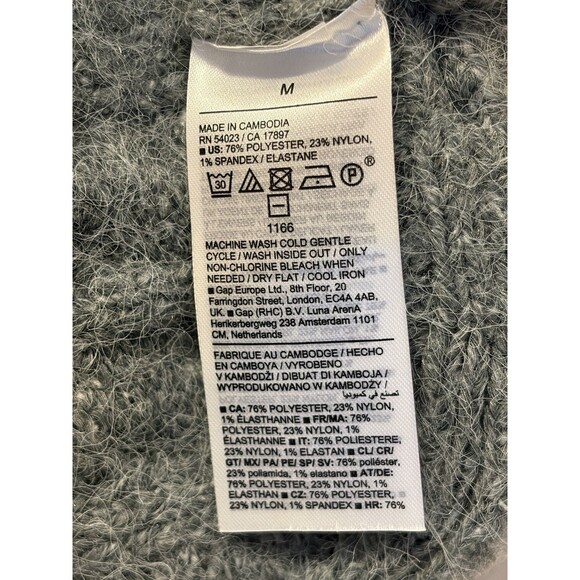 M
MADE IN CAMBODIA
RN 54023 / CA 17897
■ US: 76% POLYESTER, 23% NYLON,
1% SPANDEX / ELASTANE
30 P ®
1166
MACHINE WASH COLD GENTLE
CYCLE / WASH INSIDE OUT / ONLY
NON-CHLORINE BLEACH WHEN
NEEDED / DRY FLAT / COOL IRON
■ Gap Europe Ltd., 8th Floor, 20
Farringdon Street, London, EC4A 4AB,
UK. ■ Gap (RHC) B.V. Luna ArenA
Herikerbergweg 238 Amsterdam 1101
CM, Netherlands
FABRIQUÉ AU CAMBODGE / HECHO
EN CAMBOYA / VYROBENO
V KAMBODŽI / DIBUAT DI KAMBOJA /
WYPRODUKOWANO W KAMBODŻY /
تصنع في كمبوديا
■ CA: 76% POLYESTER, 23% NYLON,
1% ÉLASTHANNE ■ FR/MA: 76%
POLYESTER, 23% NYLON, 1%
ÉLASTHANNE ■ IT: 76% POLIESTERE,
23% NYLON, 1% ELASTAN ■ CL/ CR/
GT/ MX/ PA/ PE/ SP/ SV: 76% poliéster,
23% poliamida, 1% elastano ■ AT/DE:
76% POLYESTER, 23% NYLON, 1%
ELASTHAN ■ CZ: 76% POLYESTER,
23% NYLON, 1% SPANDEX ■ HR: 76%